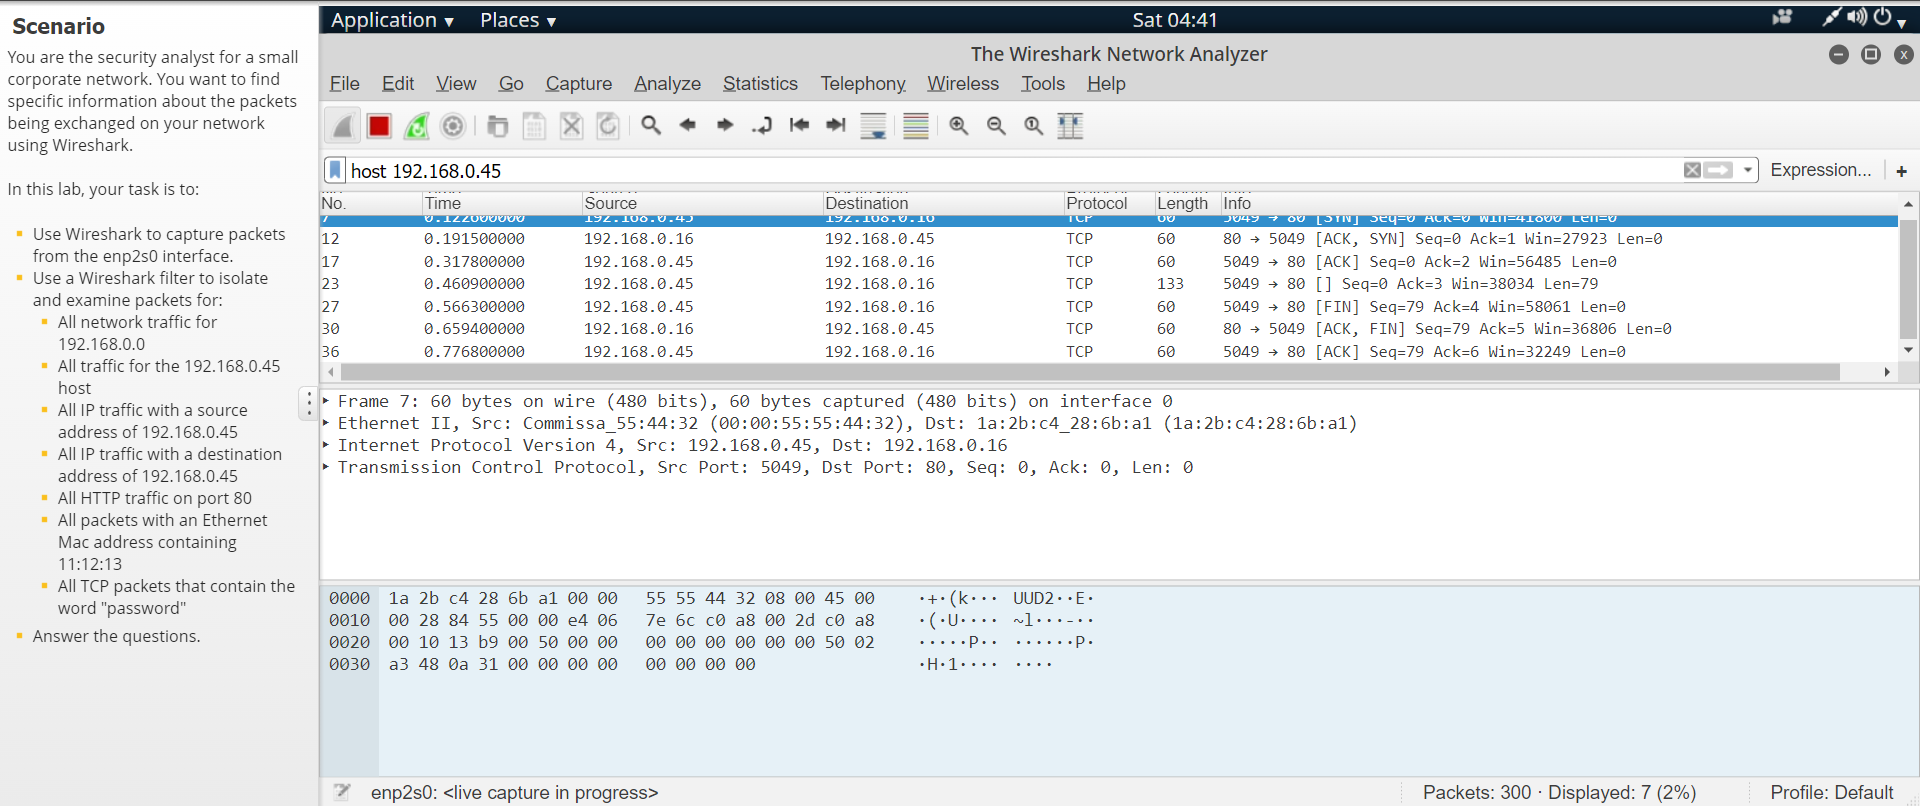 Scenario
You are the security analyst for a small
corporate network. You want to find
specific information about the packets
being exchanged on your network
using Wireshark.
In this lab, your task is to:
Use Wireshark to capture packets
from the enp2s0 interface.
Use a Wireshark filter to isolate
and examine packets for:
All network traffic for
192.168.0.0
All traffic for the 192.168.0.45
host
All IP traffic with a source
address of 192.168.0.45
All IP traffic with a destination
address of 192.168.0.45
All HTTP traffic on port 80
All packets with an Ethernet
Mac address containing
11:12:13
All TCP packets that contain the
word "password"
Answer the questions.
Application Places Sat 04:41
The Wireshark Network Analyzer
File Edit View Go Capture Analyze Statistics Telephony Wireless Tools Help
host 192.168.0.45 Expression... +
No. Time Source Destination Protocol Length Info
7 0.122600000 192.168.0.45 192.168.0.16 TCP 60 5049 → 80 [SYN] Seq=0 Ack=0 Win=41800 Len=0
12 0.191500000 192.168.0.16 192.168.0.45 TCP 60 80 → 5049 [ACK, SYN] Seq=0 Ack=1 Win=27923 Len=0
17 0.317800000 192.168.0.45 192.168.0.16 TCP 60 5049 → 80 [ACK] Seq=0 Ack=2 Win=56485 Len=0
23 0.460900000 192.168.0.45 192.168.0.16 TCP 133 5049 → 80 [] Seq=0 Ack=3 Win=38034 Len=79
27 0.566300000 192.168.0.45 192.168.0.16 TCP 60 5049 → 80 [FIN] Seq=79 Ack=4 Win=58061 Len=0
30 0.659400000 192.168.0.16 192.168.0.45 TCP 60 80 → 5049 [ACK, FIN] Seq=79 Ack=5 Win=36806 Len=0
36 0.776800000 192.168.0.45 192.168.0.16 TCP 60 5049 → 80 [ACK] Seq=79 Ack=6 Win=32249 Len=0
Frame 7: 60 bytes on wire (480 bits), 60 bytes captured (480 bits) on interface 0
Ethernet II, Src: Commissa_55:44:32 (00:00:55:55:44:32), Dst: 1a:2b:c4_28:6b:a1 (1a:2b:c4:28:6b:a1)
Internet Protocol Version 4, Src: 192.168.0.45, Dst: 192.168.0.16
Transmission Control Protocol, Src Port: 5049, Dst Port: 80, Seq: 0, Ack: 0, Len: 0
0000 1a 2b c4 28 6b a1 00 00 55 55 44 32 08 00 45 00 ·+·(k··· UUD2··E·
0010 00 28 84 55 00 00 e4 06 7e 6c c0 a8 00 2d c0 a8 ·(·U···· ~l···-··
0020 00 10 13 b9 00 50 00 00 00 00 00 00 00 00 50 02 ·····P·· ······P·
0030 a3 48 0a 31 00 00 00 00 00 00 00 00 ·H·1···· ····
enp2s0: <live capture in progress> Packets: 300 · Displayed: 7 (2%) Profile: Default